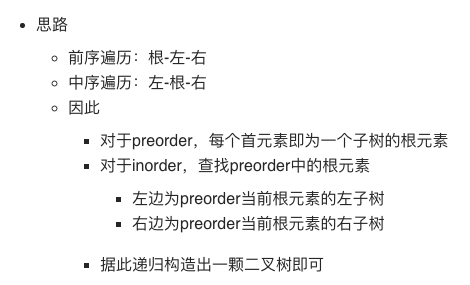 思路
前序遍历：根-左-右
中序遍历：左-根-右
因此
对于preorder，每个首元素即为一个子树的根元素
对于inorder，查找preorder中的根元素
左边为preorder当前根元素的左子树
右边为preorder当前根元素的右子树
据此递归构造出一颗二叉树即可